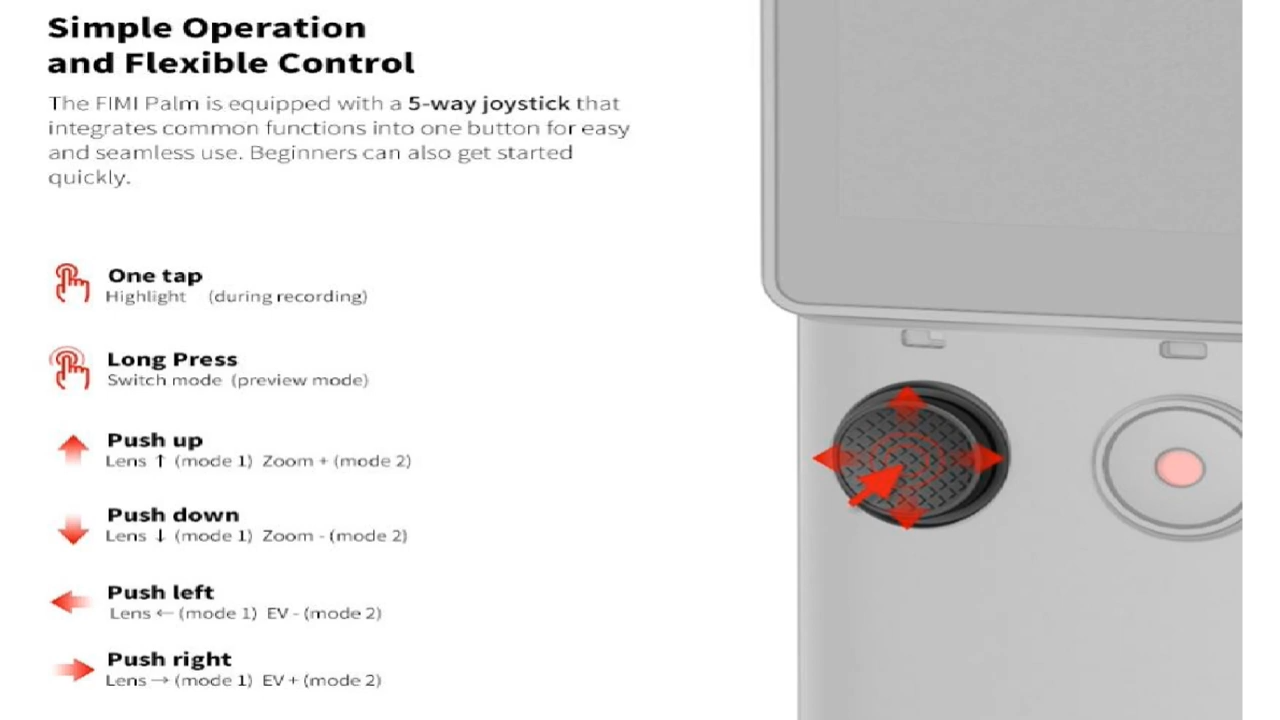 Simple Operation
and Flexible Control
The FIMI Palm is equipped with a 5-way joystick that
integrates common functions into one button for easy
and seamless use. Beginners can also get started
quickly.
One tap
Highlight (during recording)
Long Press
Switch mode (preview mode)
Push up
Lens ↑ (mode 1) Zoom + (mode 2)
Push down
Lens ↓ (mode 1) Zoom - (mode 2)
Push left
Lens ← (mode 1) EV - (mode 2)
Push right
Lens → (mode 1) EV + (mode 2)